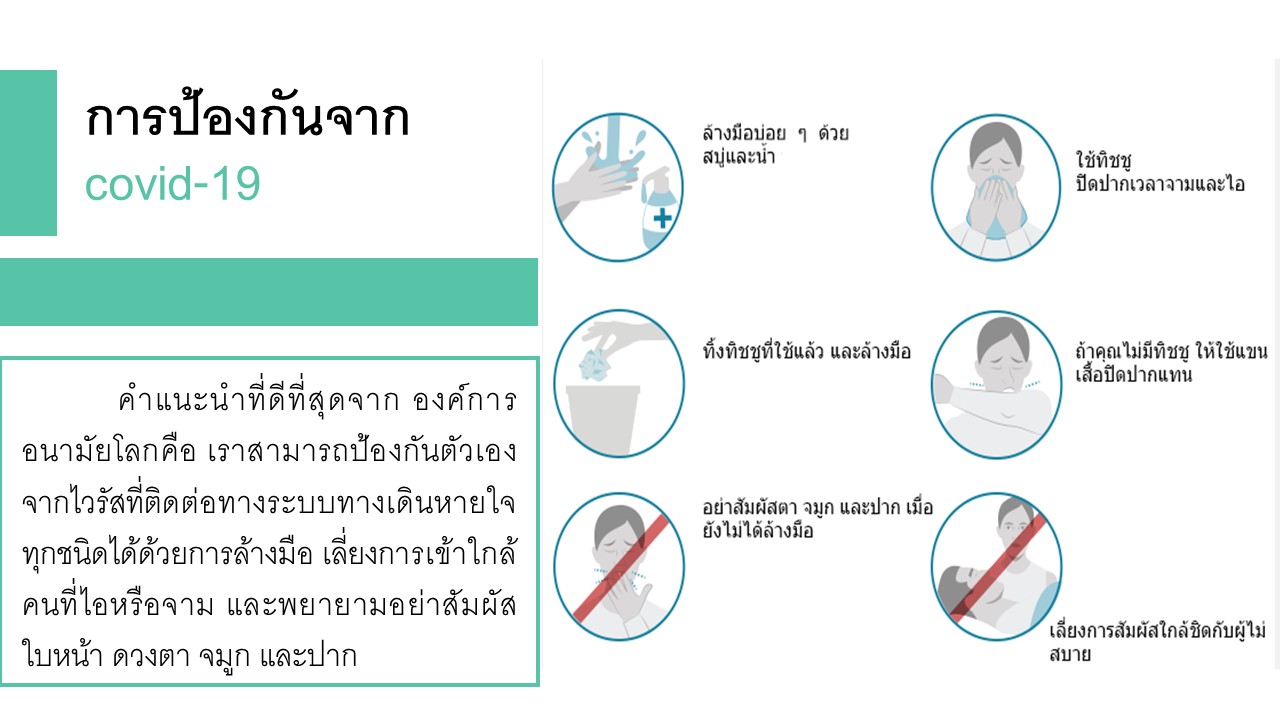 การป้องกันจาก
covid-19
คำแนะนำที่ดีที่สุดจาก องค์การ
อนามัยโลกคือ เราสามารถป้องกันตัวเอง
จากไวรัสที่ติดต่อทางระบบทางเดินหายใจ
ทุกชนิดได้ด้วยการล้างมือ เลี่ยงการเข้าใกล้
คนที่ไอหรือจาม และพยายามอย่าสัมผัส
ใบหน้า ดวงตา จมูก และปาก
ล้างมือบ่อย ๆ ด้วย
สบู่และน้ำ
ใช้ทิชชู
ปิดปากเวลาจามและไอ
ทิ้งทิชชูที่ใช้แล้ว และล้างมือ
ถ้าคุณไม่มีทิชชู ให้ใช้แขน
เสื้อปิดปากแทน
อย่าสัมผัสตา จมูก และปาก เมื่อ
ยังไม่ได้ล้างมือ
เลี่ยงการสัมผัสใกล้ชิดกับผู้ไม่
สบาย